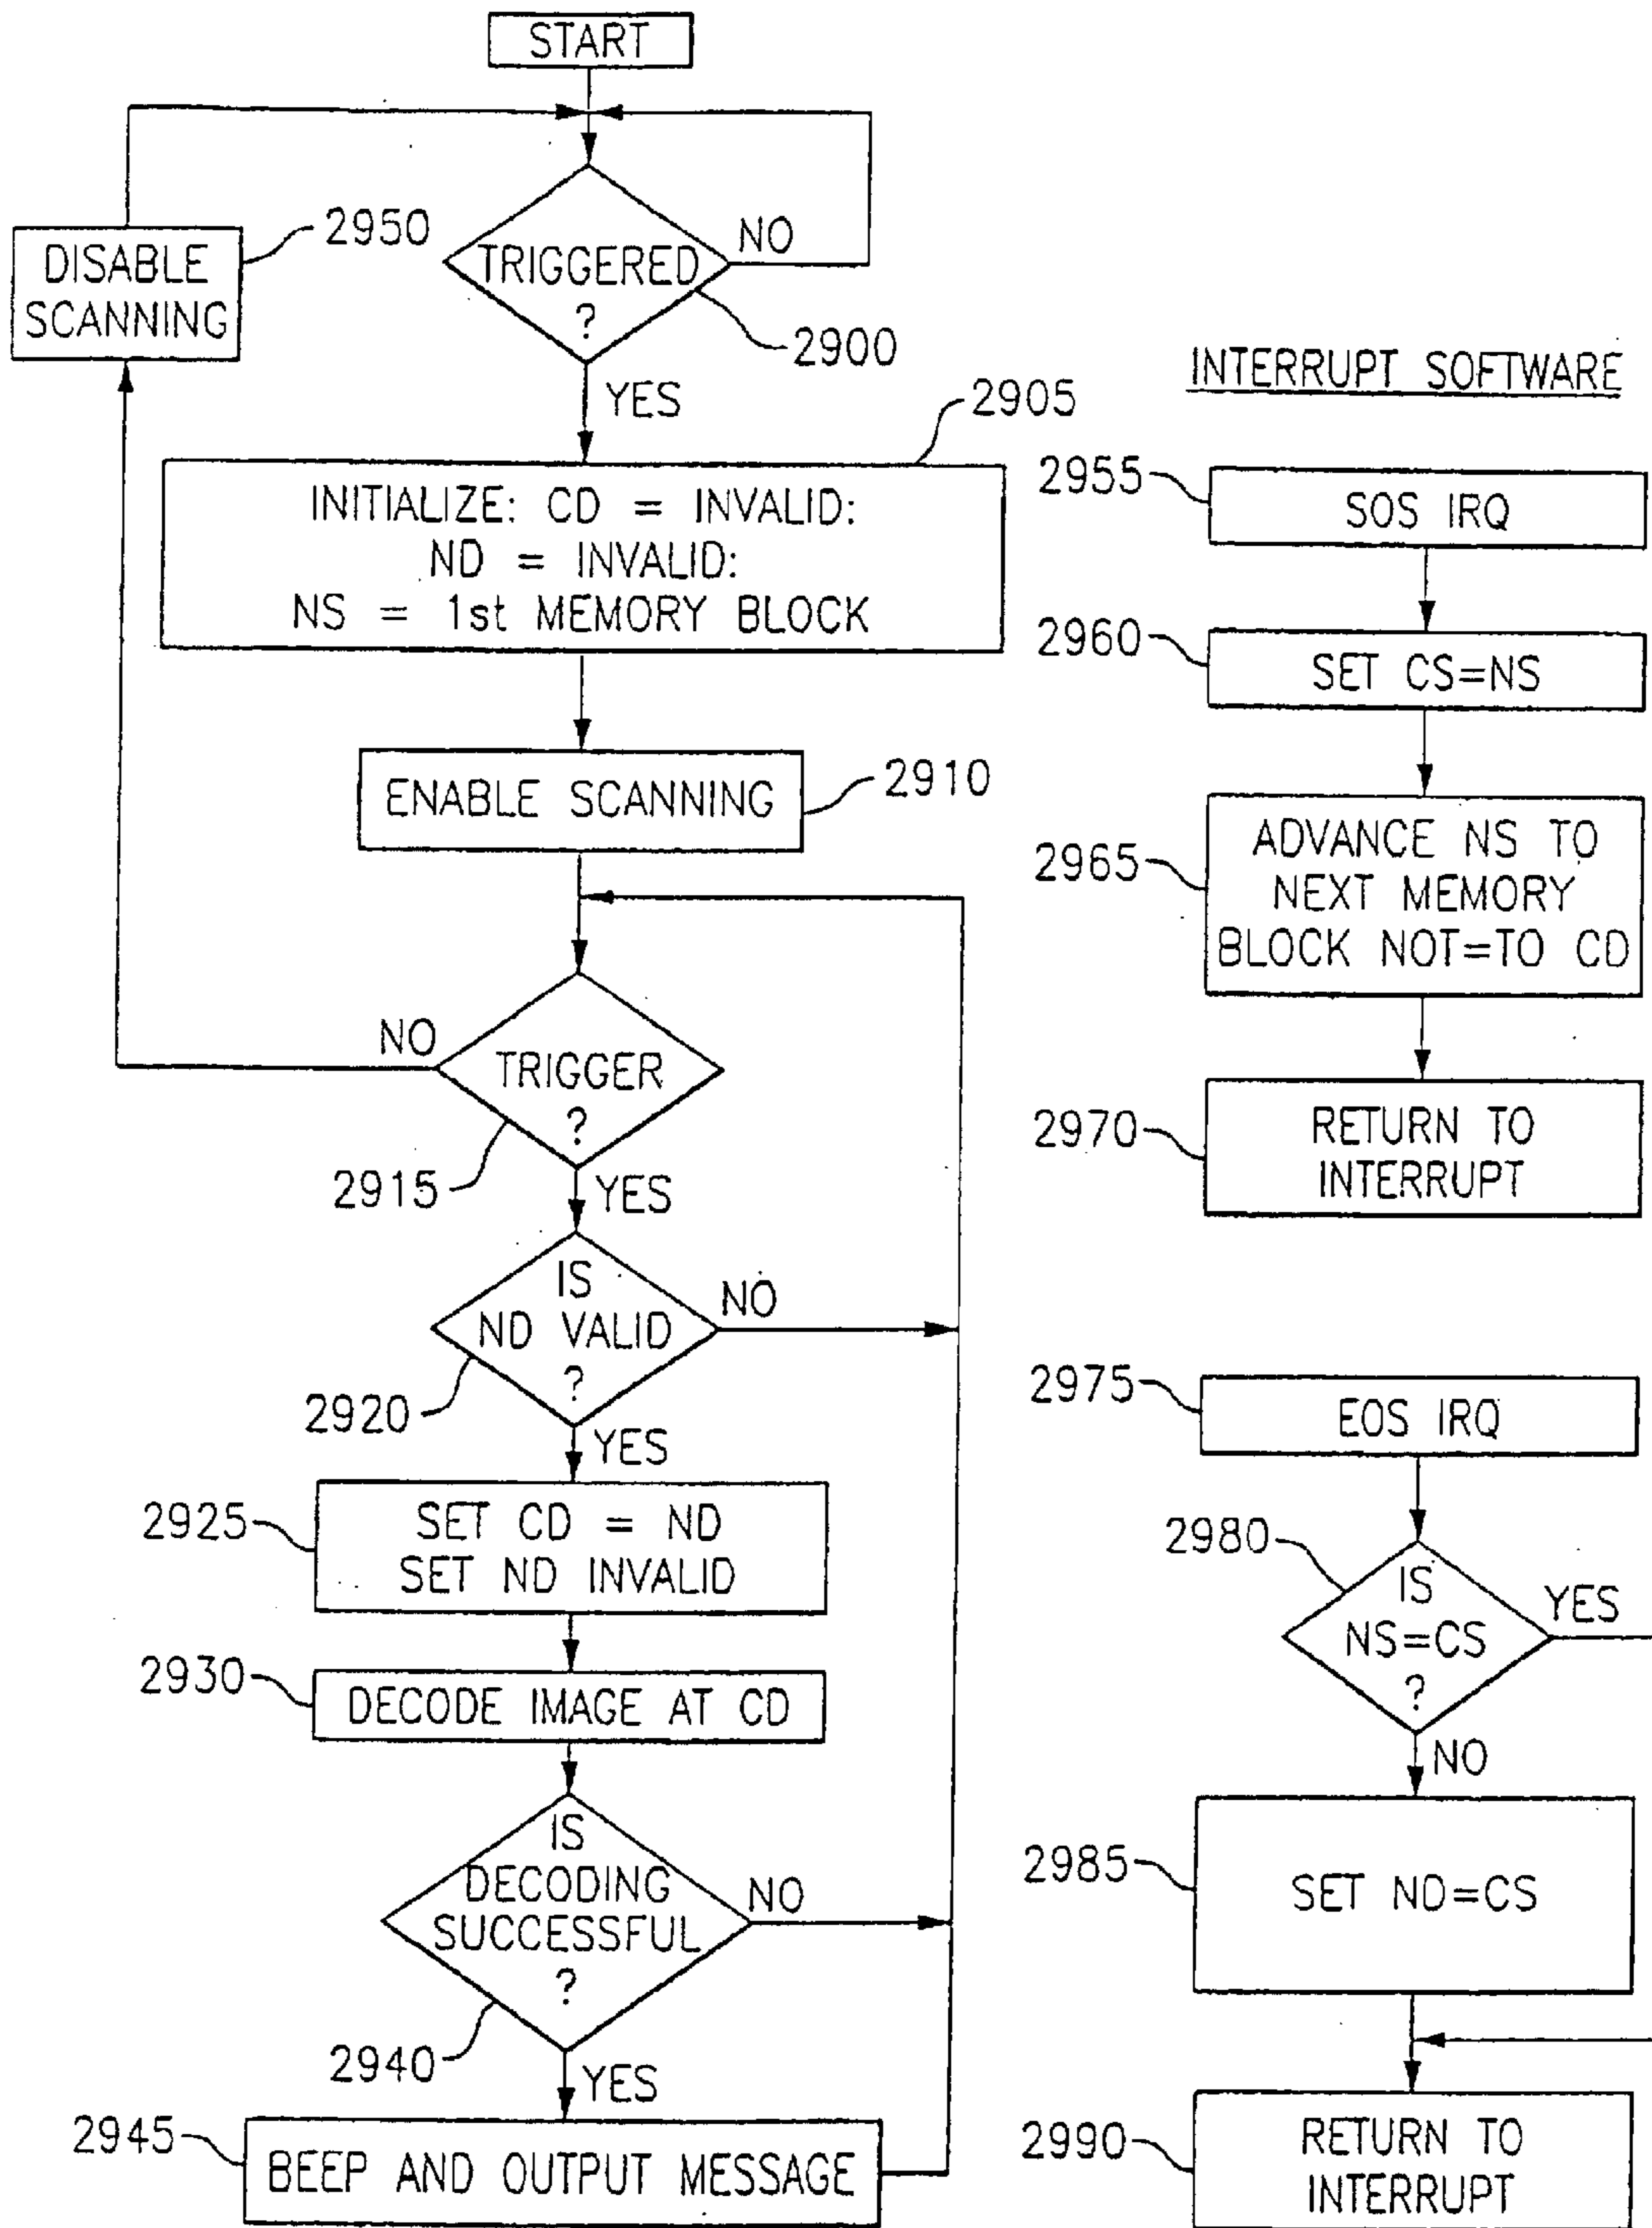 START
2950
DISABLE
SCANNING
TRIGGERED
?
NO
2900
YES
2905
INITIALIZE: CD = INVALID:
ND = INVALID:
NS = 1st MEMORY BLOCK
ENABLE SCANNING
2910
NO
TRIGGER
?
2915
YES
IS
ND VALID
?
NO
2920
YES
2925
SET CD = ND
SET ND INVALID
2930
DECODE IMAGE AT CD
IS
DECODING
SUCCESSFUL
?
NO
2940
YES
2945
BEEP AND OUTPUT MESSAGE
INTERRUPT SOFTWARE
2955
SOS IRQ
2960
SET CS=NS
2965
ADVANCE NS TO
NEXT MEMORY
BLOCK NOT=TO CD
2970
RETURN TO
INTERRUPT
2975
EOS IRQ
2980
IS
NS=CS
?
YES
NO
2985
SET ND=CS
2990
RETURN TO
INTERRUPT